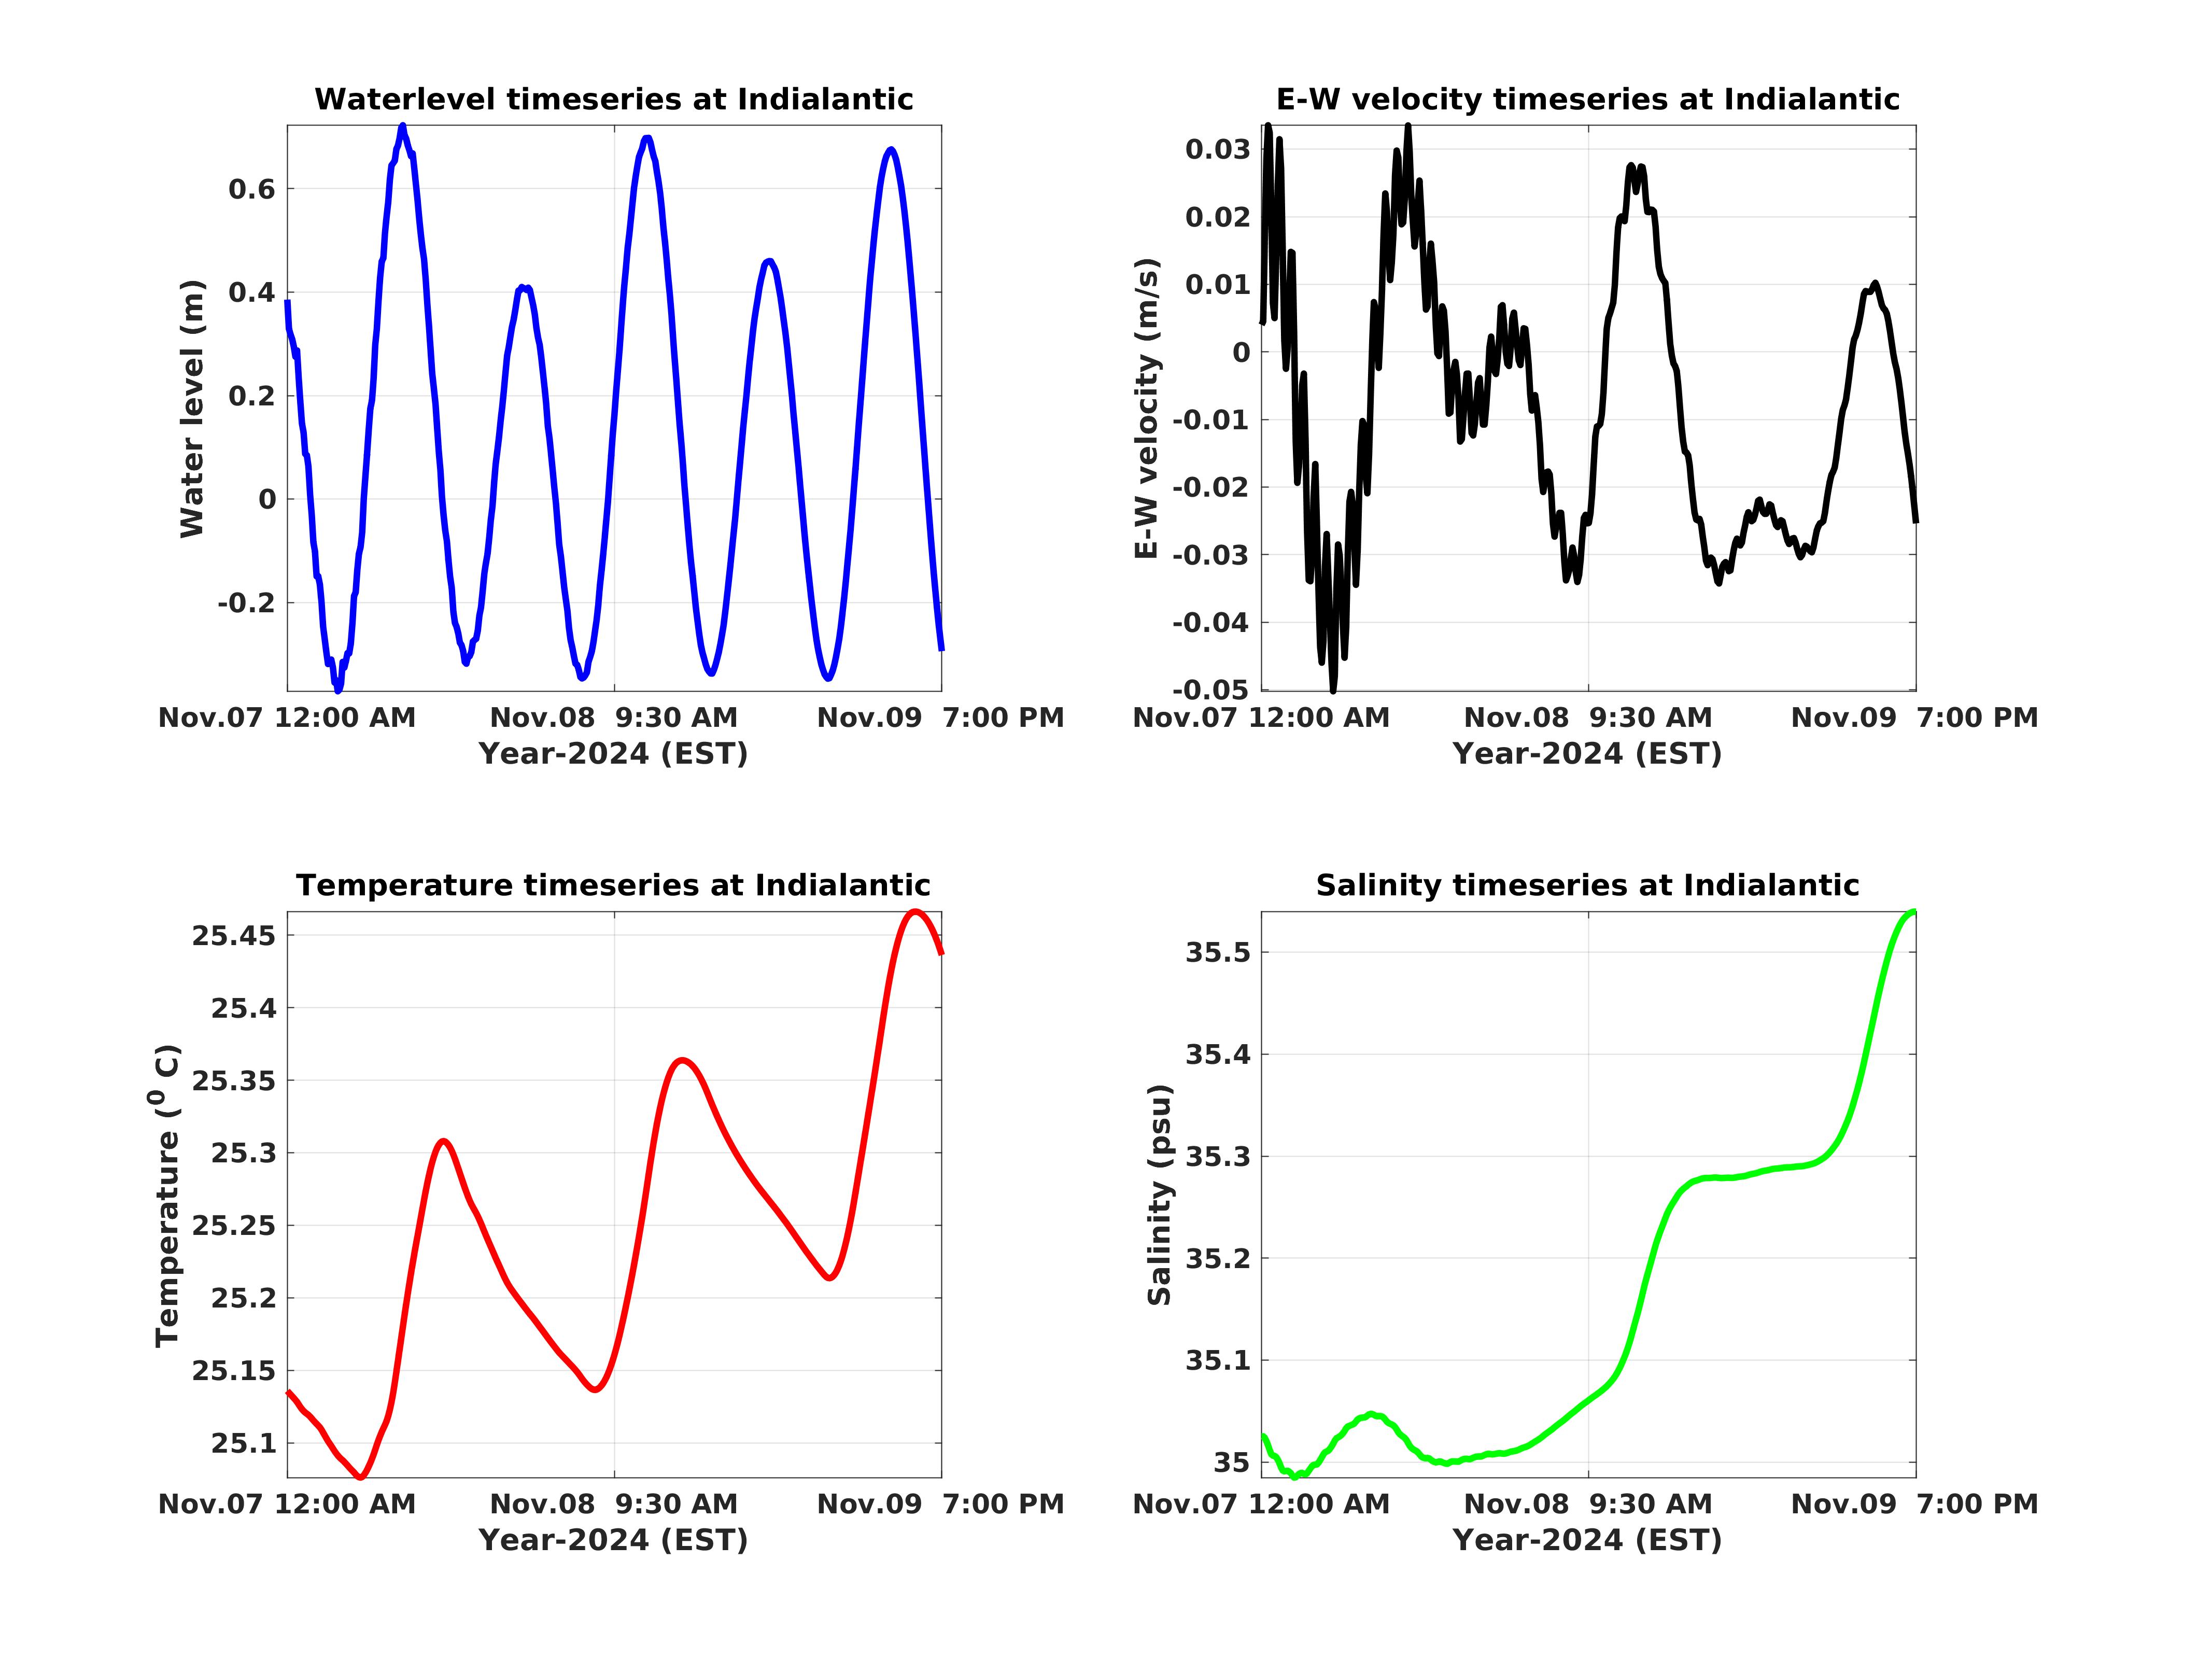 Waterlevel timeseries at Indialantic
Water level (m)
0.6
0.4
0.2
0
-0.2
Nov.07 12:00 AM
Nov.08 9:30 AM
Nov.09 7:00 PM
Year-2024 (EST)
E-W velocity timeseries at Indialantic
E-W velocity (m/s)
0.03
0.02
0.01
0
-0.01
-0.02
-0.03
-0.04
-0.05
Nov.07 12:00 AM
Nov.08 9:30 AM
Nov.09 7:00 PM
Year-2024 (EST)
Temperature timeseries at Indialantic
Temperature (⁰ C)
25.45
25.4
25.35
25.3
25.25
25.2
25.15
25.1
Nov.07 12:00 AM
Nov.08 9:30 AM
Nov.09 7:00 PM
Year-2024 (EST)
Salinity timeseries at Indialantic
Salinity (psu)
35.5
35.4
35.3
35.2
35.1
35
Nov.07 12:00 AM
Nov.08 9:30 AM
Nov.09 7:00 PM
Year-2024 (EST)